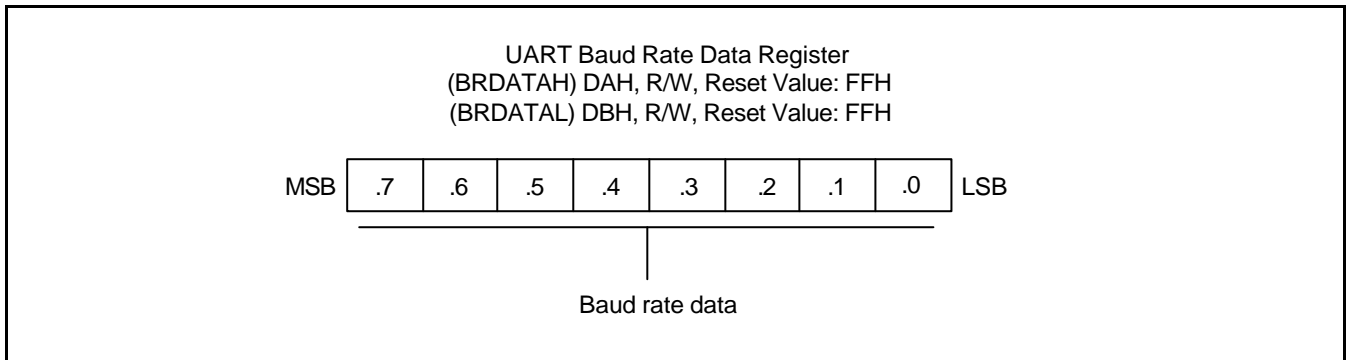 UART Baud Rate Data Register
(BRDATAH) DAH, R/W, Reset Value: FFH
(BRDATAL) DBH, R/W, Reset Value: FFH
MSB .7 .6 .5 .4 .3 .2 .1 .0 LSB
Baud rate data